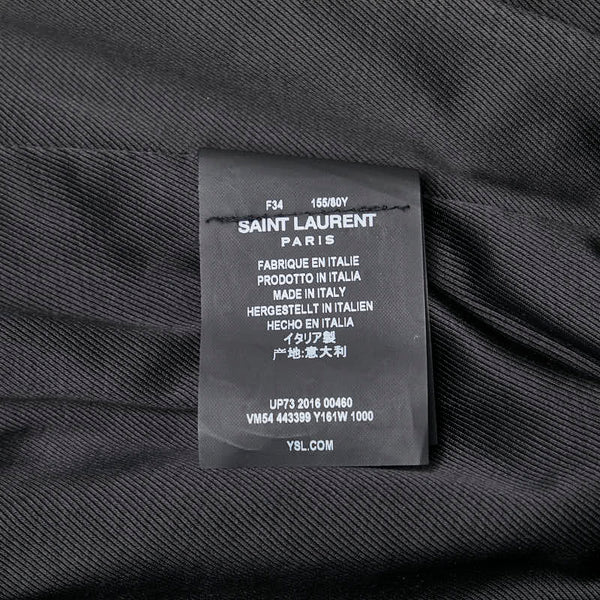 F34 155/80Y
SAINT LAURENT
PARIS
FABRIQUE EN ITALIE
PRODOTTO IN ITALIA
MADE IN ITALY
HERGESTELLT IN ITALIEN
HECHO EN ITALIA
イタリア製
产地:意大利
UP73 2016 00460
VM54 443399 Y161W 1000
YSL.COM